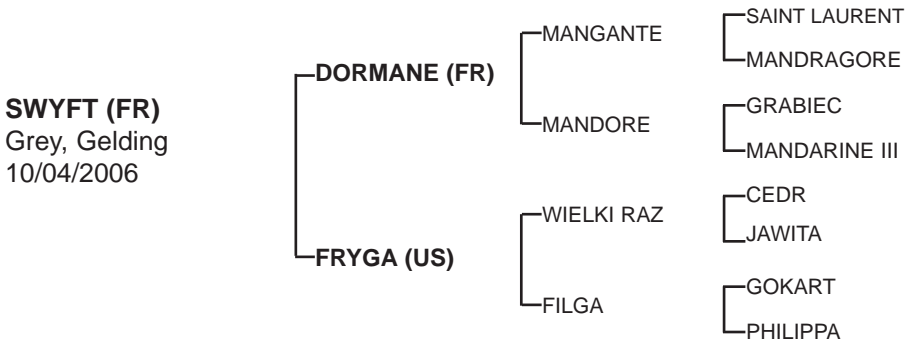 SWYFT (FR)
Grey, Gelding
10/04/2006
DORMANE (FR)
FRYGA (US)
MANGANTE
MANDORE
WIELKI RAZ
FILGA
SAINT LAURENT
MANDRAGORE
GRABIEC
MANDARINE III
CEDR
JAWITA
GOKART
PHILIPPA